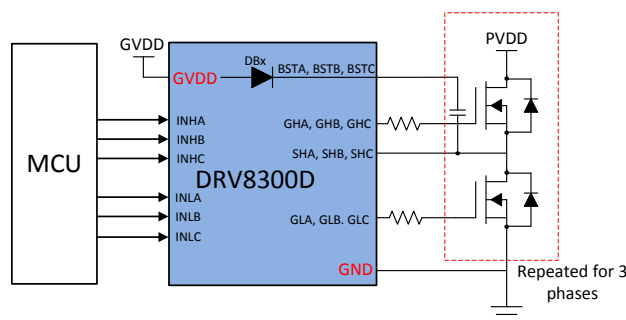 GVDD
PVDD
DBx
BSTA, BSTB, BSTC
GVDD
INHA
INHB
INHC
GHA, GHB, GHC
MCU
SHA, SHB, SHC
DRV8300D
INLA
INLB
INLC
GLA, GLB. GLC
GND
Repeated for 3
phases